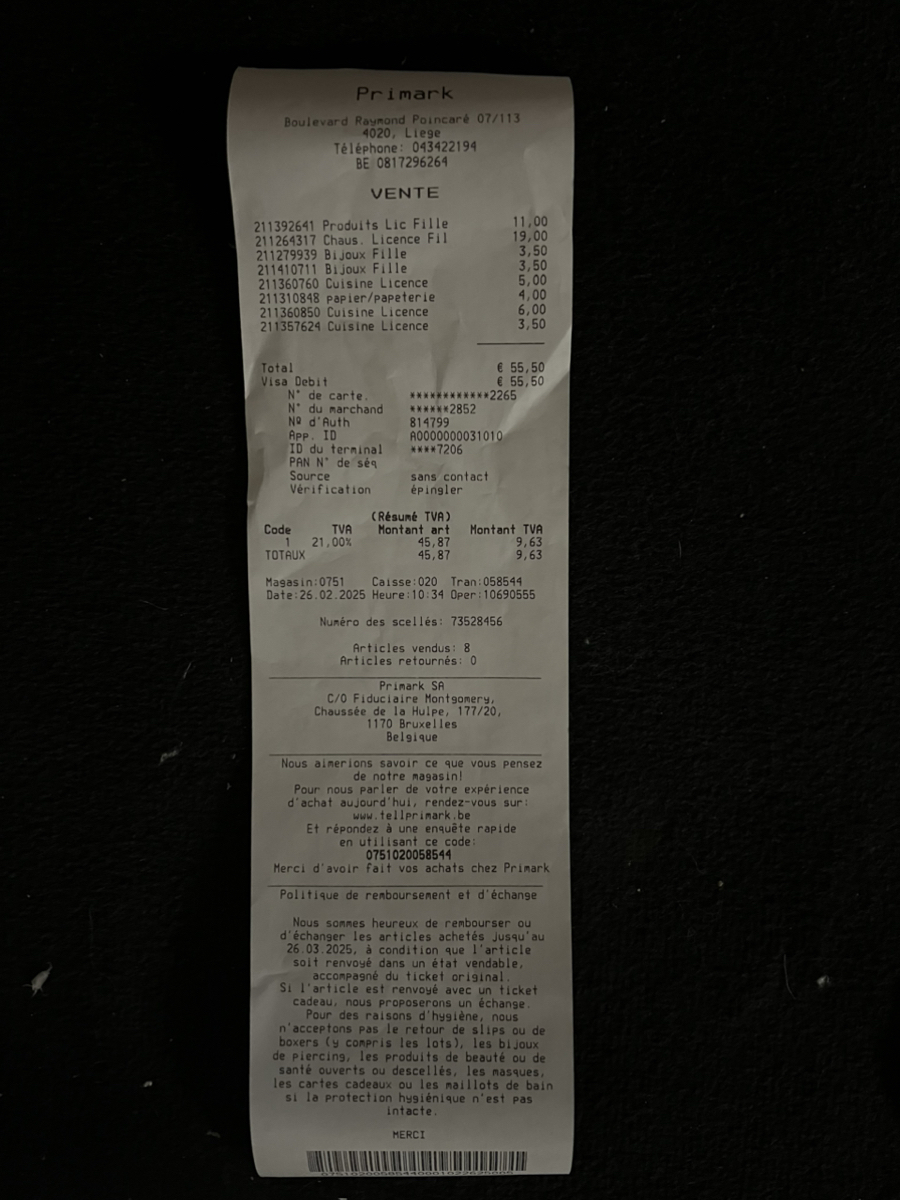 Primark
Boulevard Raymond Poincaré 07/113
4020, Liege
Téléphone: 043422194
BE 0817296264
VENTE
211392641 Produits Lic Fille 11,00
211264317 Chaus. Licence Fil 19,00
211279939 Bijoux Fille 3,50
211410711 Bijoux Fille 3,50
211360760 Cuisine Licence 5,00
211310848 papier/papeterie 4,00
211360850 Cuisine Licence 6,00
211357624 Cuisine Licence 3,50
Total € 55,50
Visa Debit € 55,50
N° de carte. ************2265
N° du marchand ******2852
Nº d'Auth 814799
App. ID A0000000031010
ID du terminal ****7206
PAN N° de séq
Source sans contact
Vérification épingler
(Résumé TVA)
Code TVA Montant art Montant TVA
1 21,00% 45,87 9,63
TOTAUX 45,87 9,63
Magasin:0751 Caisse:020 Tran:058544
Date:26.02.2025 Heure:10:34 Oper:10690555
Numéro des scellés: 73528456
Articles vendus: 8
Articles retournés: 0
Primark SA
C/O Fiduciaire Montgomery,
Chaussée de la Hulpe, 177/20,
1170 Bruxelles
Belgique
Nous aimerions savoir ce que vous pensez
de notre magasin!
Pour nous parler de votre expérience
d'achat aujourd'hui, rendez-vous sur:
www.tellprimark.be
Et répondez à une enquête rapide
en utilisant ce code:
0751020058544
Merci d'avoir fait vos achats chez Primark
Politique de remboursement et d'échange
Nous sommes heureux de rembourser ou
d'échanger les articles achetés jusqu'au
26.03.2025, à condition que l'article
soit renvoyé dans un état vendable,
accompagné du ticket original.
Si l'article est renvoyé avec un ticket
cadeau, nous proposerons un échange.
Pour des raisons d'hygiène, nous
n'acceptons pas le retour de slips ou de
boxers (y compris les lots), les bijoux
de piercing, les produits de beauté ou de
santé ouverts ou descellés, les masques,
les cartes cadeaux ou les maillots de bain
si la protection hygiénique n'est pas
intacte.
MERCI